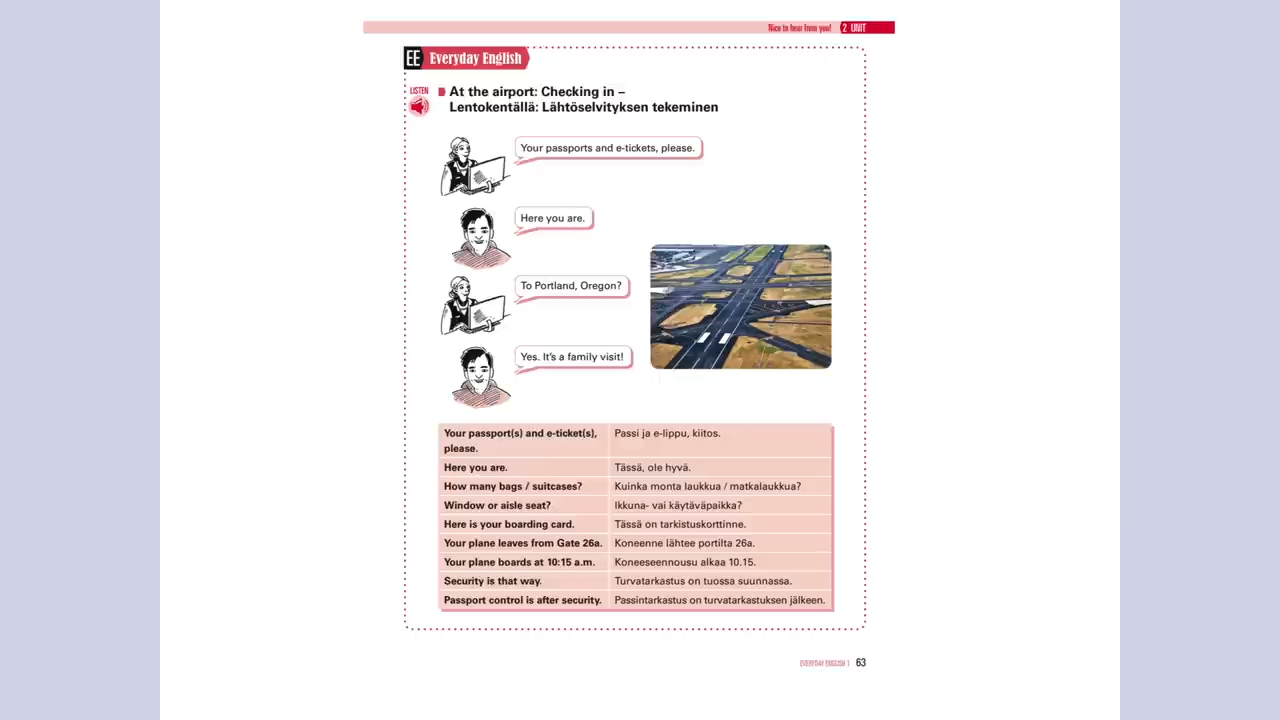 Nice to hear from you! 2 UNIT
EE Everyday English
LISTEN
At the airport: Checking in –
Lentokentällä: Lähtöselvityksen tekeminen
Your passports and e-tickets, please.
Here you are.
To Portland, Oregon?
Yes. It's a family visit!
Your passport(s) and e-ticket(s), Passi ja e-lippu, kiitos.
please.
Here you are. Tässä, ole hyvä.
How many bags / suitcases? Kuinka monta laukkua / matkalaukkua?
Window or aisle seat? Ikkuna- vai käytäväpaikka?
Here is your boarding card. Tässä on tarkistuskorttinne.
Your plane leaves from Gate 26a. Koneenne lähtee portilta 26a.
Your plane boards at 10:15 a.m. Koneeseennousu alkaa 10.15.
Security is that way. Turvatarkastus on tuossa suunnassa.
Passport control is after security. Passintarkastus on turvatarkastuksen jälkeen.
EVERYDAY ENGLISH 1 63